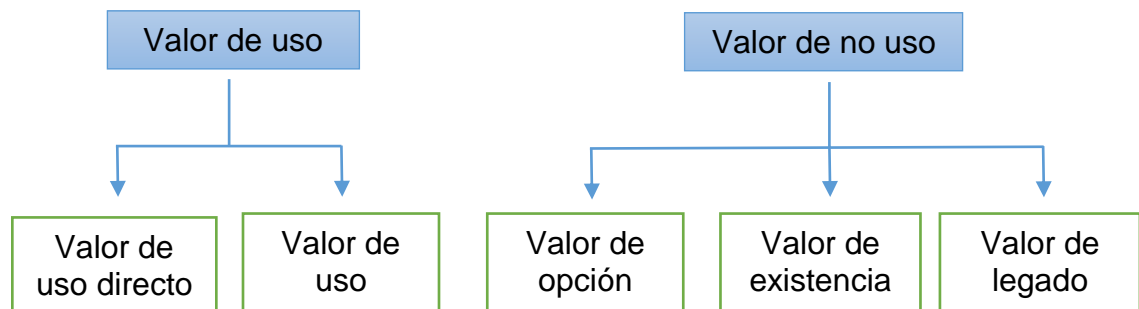 Valor de uso
Valor de no uso
Valor de
uso directo
Valor de
uso
Valor de
opción
Valor de
existencia
Valor de
legado